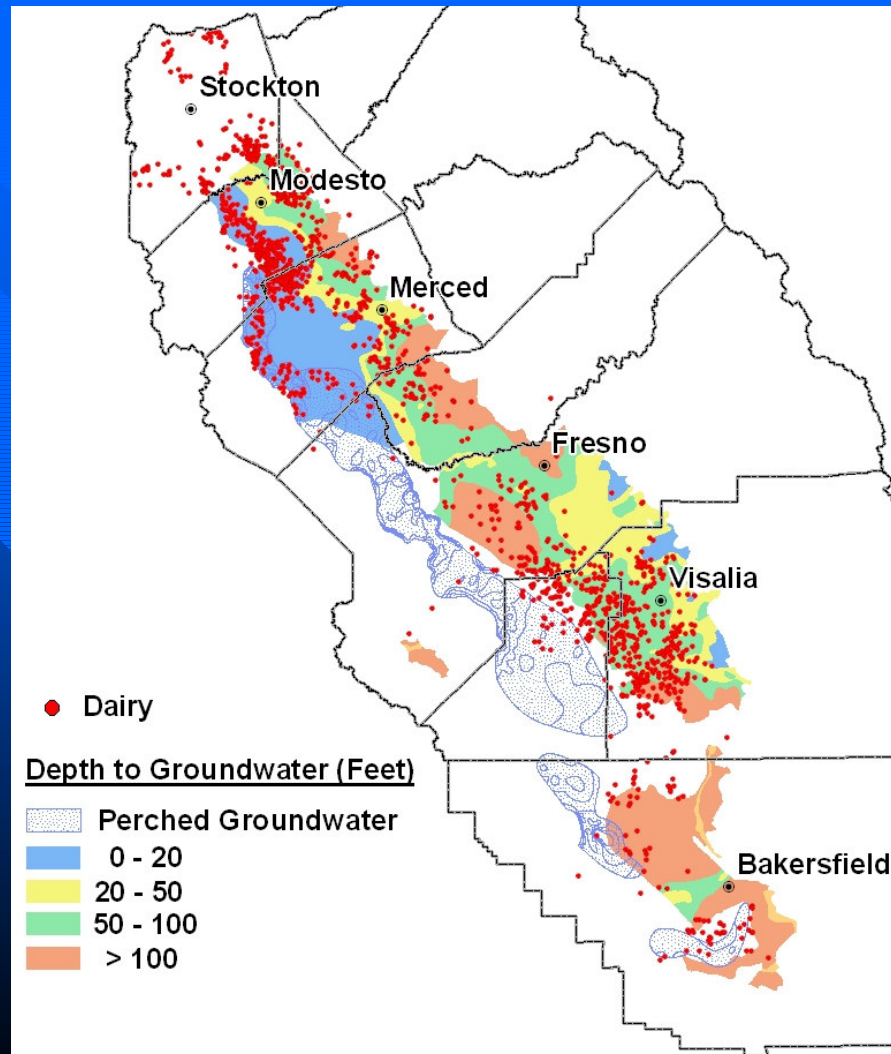 Stockton
Modesto
Merced
Fresno
Visalia
Dairy
Depth to Groundwater (Feet)
Perched Groundwater
0 - 20
20 - 50
50 - 100
> 100
Bakersfield